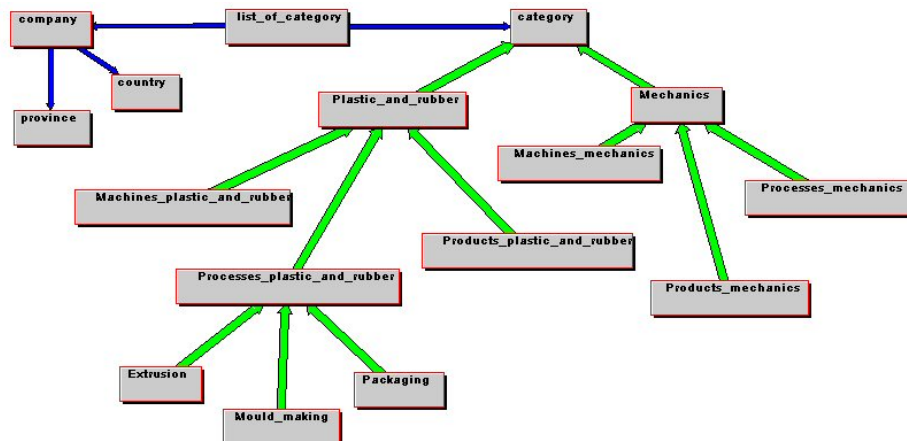 company
list_of_category
category
country
province
Plastic_and_rubber
Mechanics
Machines_mechanics
Processes_mechanics
Machines_plastic_and_rubber
Products_plastic_and_rubber
Processes_plastic_and_rubber
Products_mechanics
Extrusion
Packaging
Mould_making